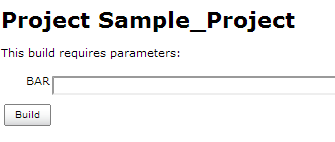 Project Sample_Project
This build requires parameters:
BAR
Build